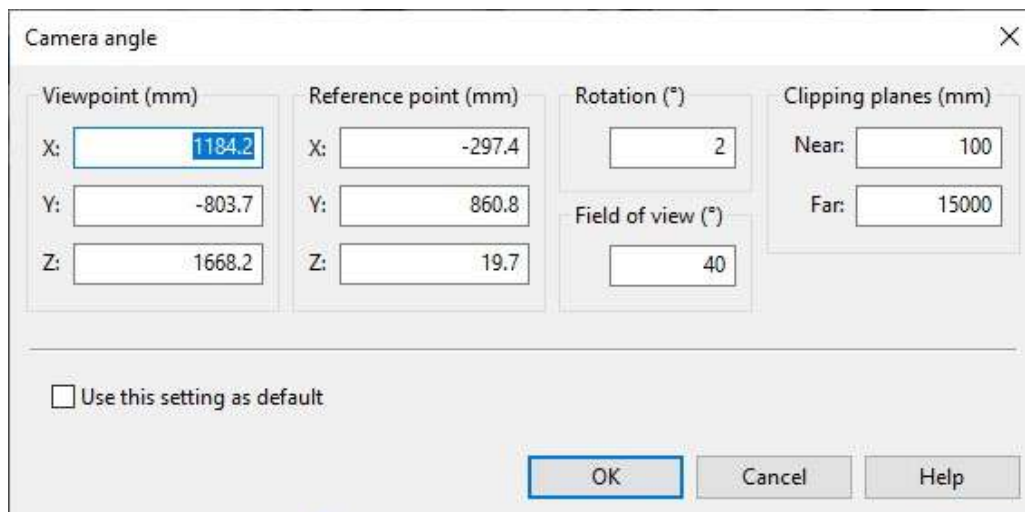 Camera angle
Viewpoint (mm)
X: 1184.2
Y: -803.7
Z: 1668.2
Reference point (mm)
X: -297.4
Y: 860.8
Z: 19.7
Rotation (°)
2
Field of view (°)
40
Clipping planes (mm)
Near: 100
Far: 15000
Use this setting as default
OK Cancel Help